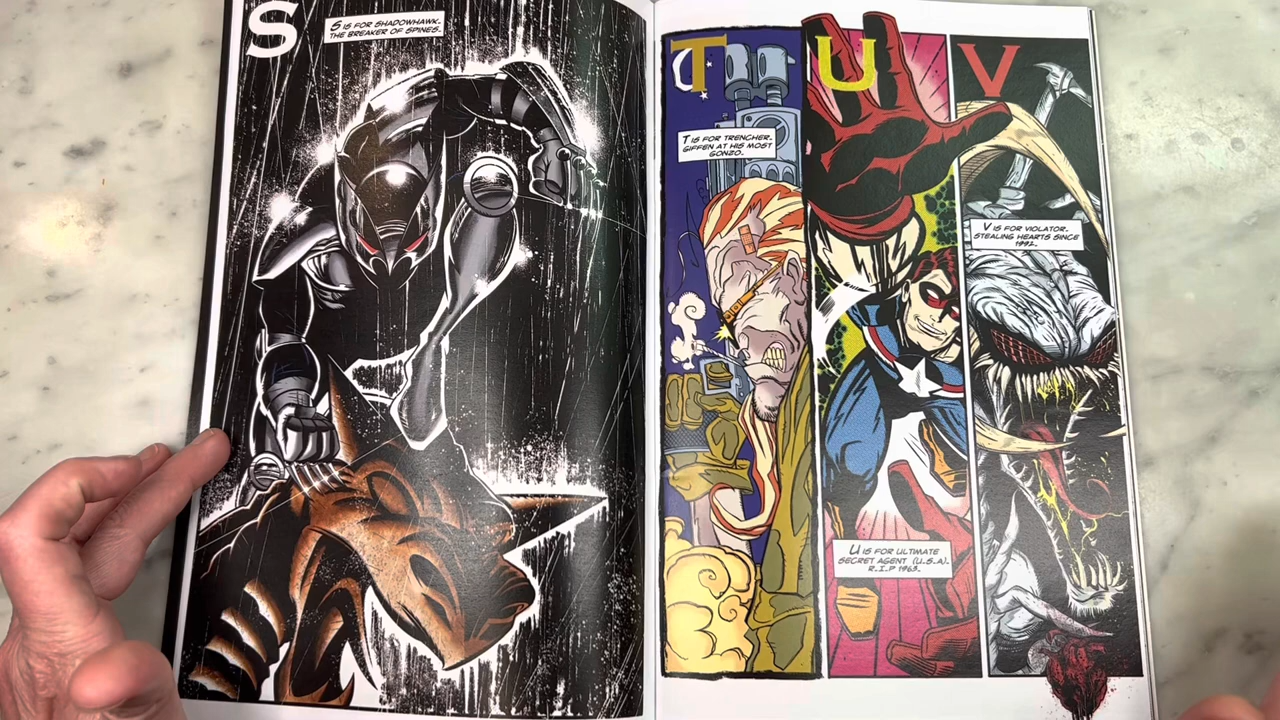 S
S IS FOR SHADOWHAWK.
THE BREAKER OF SPINES.
T
T IS FOR TRENCHER.
GIFFEN AT HIS MOST
GONZO.
U
U IS FOR ULTIMATE
SECRET AGENT (U.S.A).
R.I.P 1963.
V
V IS FOR VIOLATOR.
STEALING HEARTS SINCE
1992.